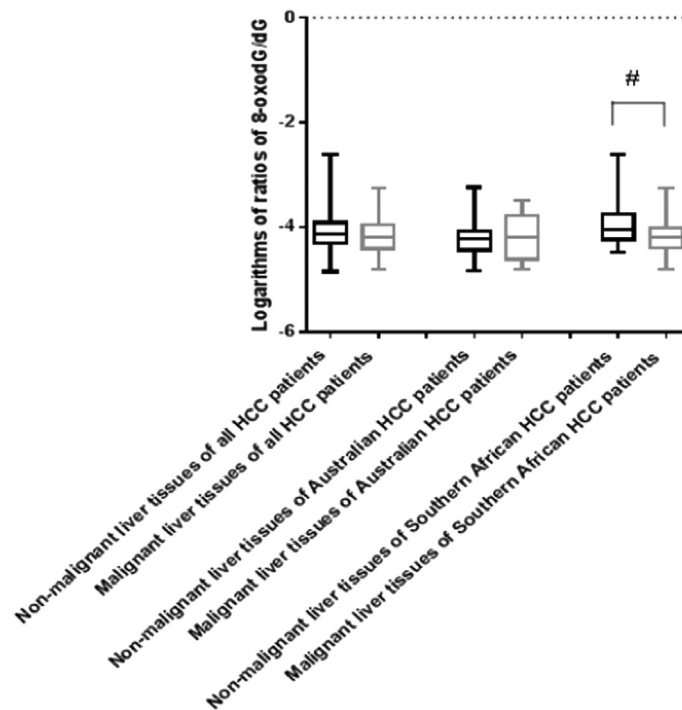 Logarithms of ratios of 8-oxodG/dG
0
-2
-4
-6
#
Non-malignant liver tissues of all HCC patients
Malignant liver tissues of all HCC patients
Non-malignant liver tissues of Australian HCC patients
Malignant liver tissues of Australian HCC patients
Non-malignant liver tissues of Southern African HCC patients
Malignant liver tissues of Southern African HCC patients